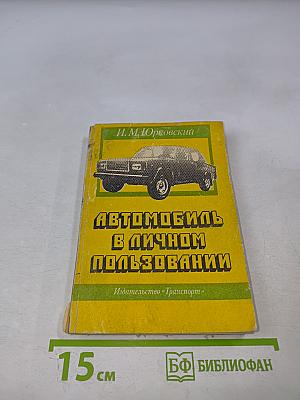 И. М. Юрковский
АВТОМОБИЛЬ
В ЛИЧНОМ
ПОЛЬЗОВАНИИ
Издательство «Транспорт»
15 см
БФ БИБЛИОФАН